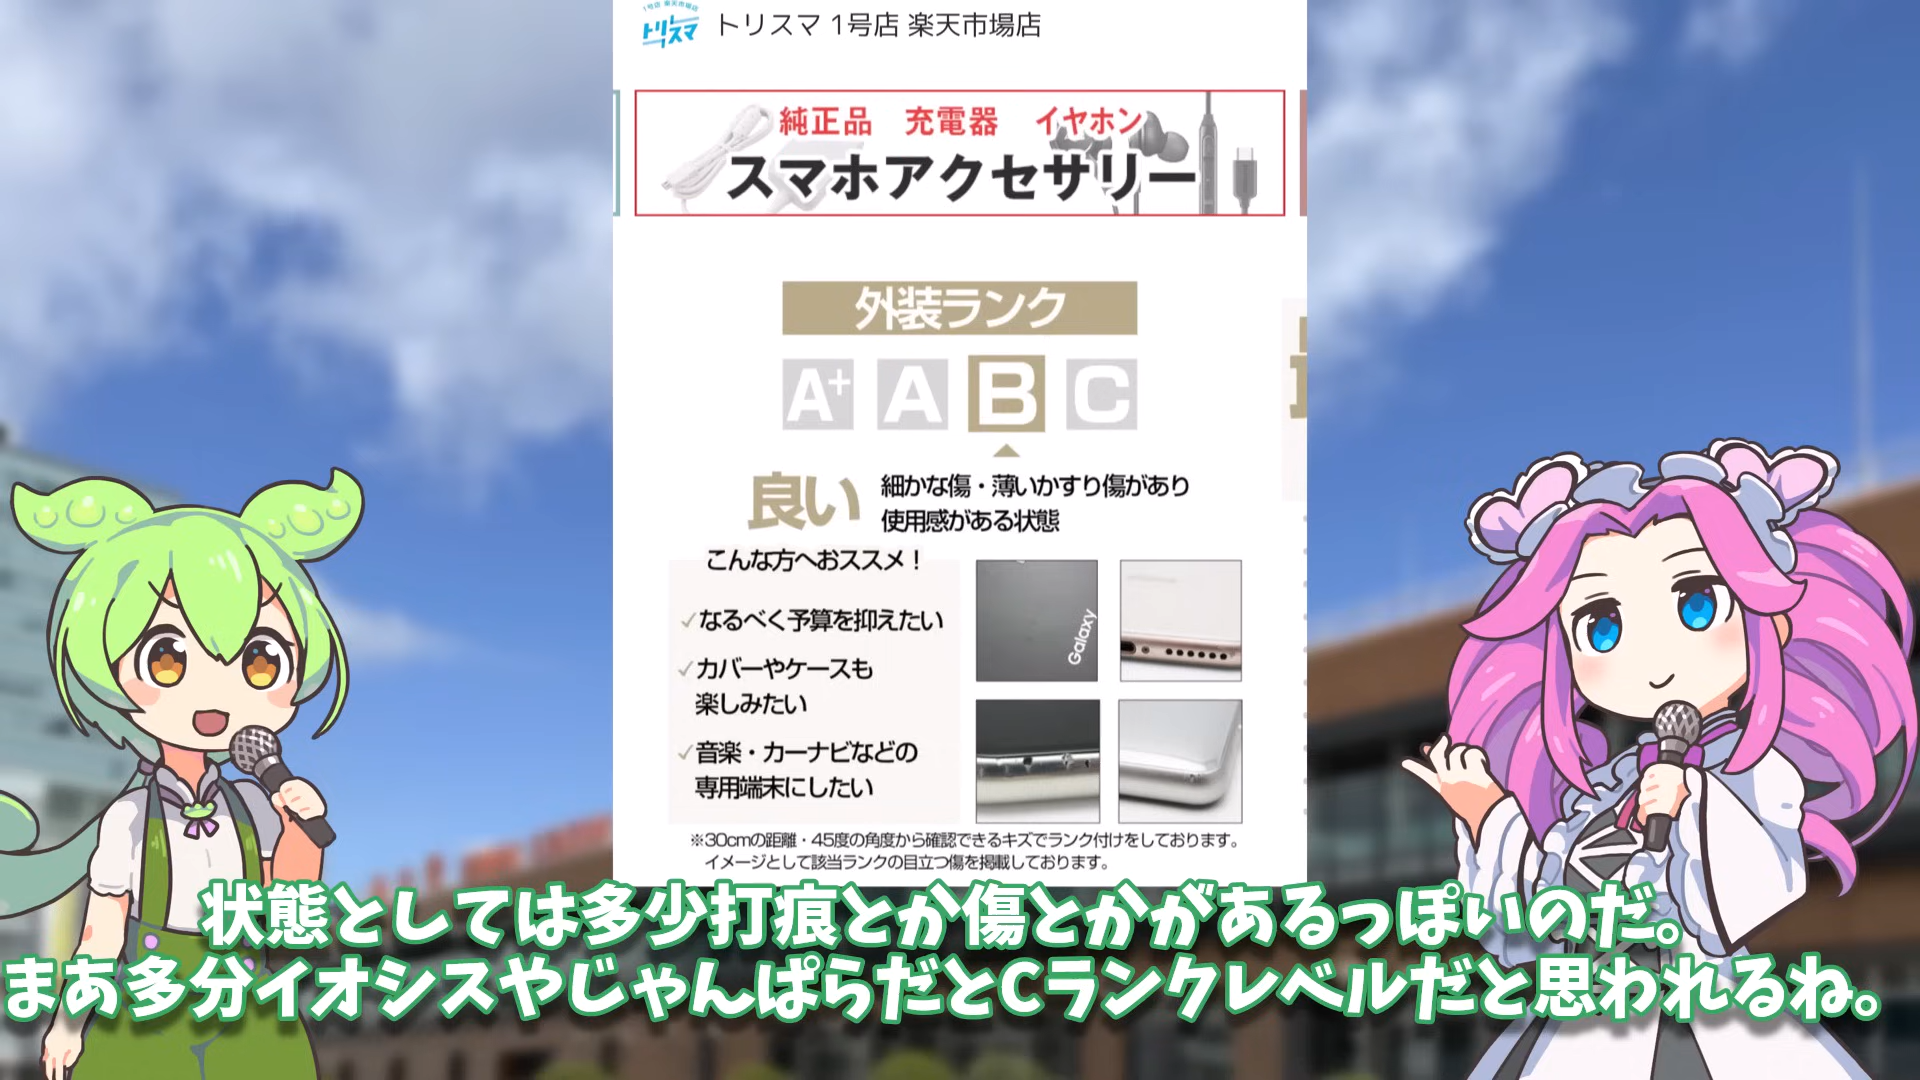 1号店 楽天市場店
トリスマ
トリスマ 1号店 楽天市場店
純正品 充電器 イヤホン
スマホアクセサリー
外装ランク
A+ A B C
良い
細かな傷・薄いかすり傷があり
使用感がある状態
こんな方へおススメ!
✓なるべく予算を抑えたい
✓カバーやケースも
楽しみたい
✓音楽・カーナビなどの
専用端末にしたい
Galaxy
※30cmの距離・45度の角度から確認できるキズでランク付けをしております。
イメージとして該当ランクの目立つ傷を掲載しております。
状態としては多少打痕とか傷とかがあるっぽいのだ。
まあ多分イオシスやじゃんぱらだとCランクレベルだと思われるね。